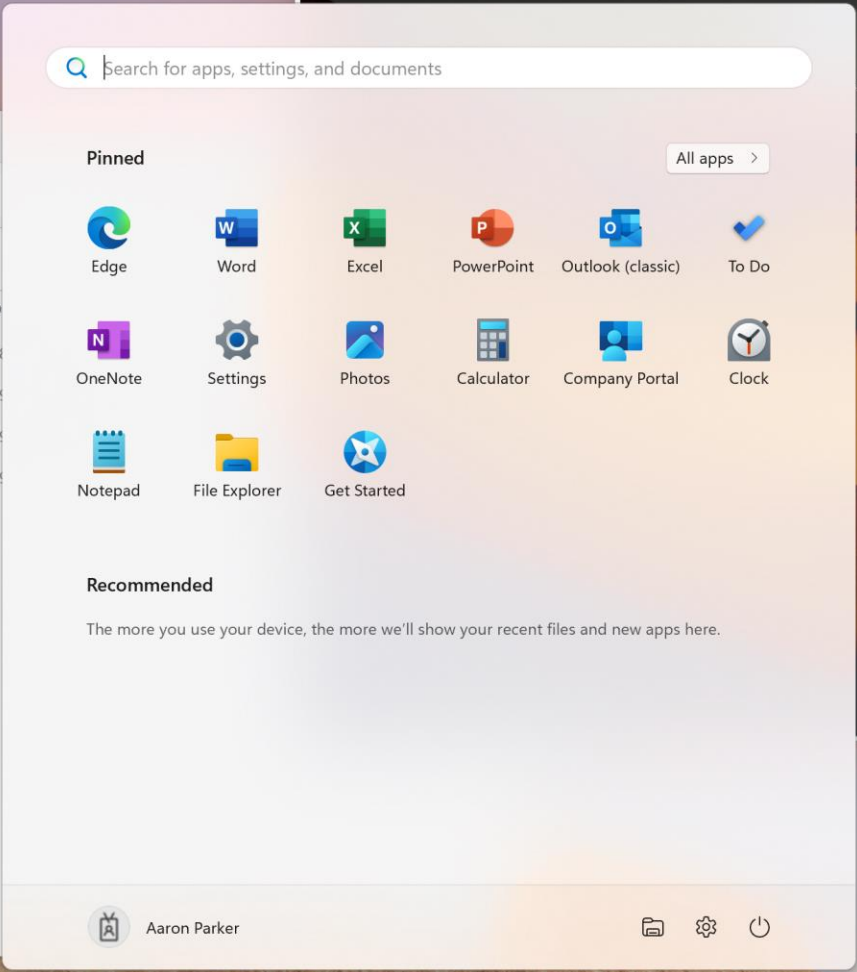 Search for apps, settings, and documents
Pinned
All apps
Edge
Word
Excel
PowerPoint
Outlook (classic)
To Do
OneNote
Settings
Photos
Calculator
Company Portal
Clock
Notepad
File Explorer
Get Started
Recommended
The more you use your device, the more we’ll show your recent files and new apps here.
Aaron Parker